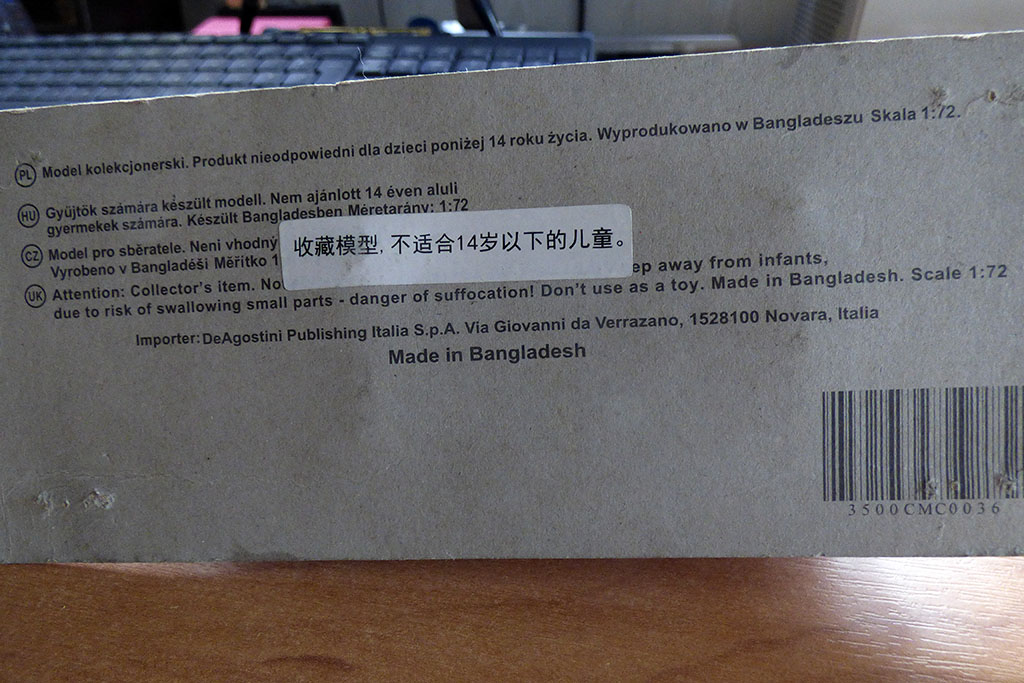 PL Model kolekcjonerski. Produkt nieodpowiedni dla dzieci poniżej 14 roku życia. Wyprodukowano w Bangladeszu Skala 1:72.
HU Gyűjtők számára késźült modell. Nem ajánlott 14 éven aluli
gyermekek számára. Készült Bangladesben Méretarány: 1:72
CZ Model pro sběratele. Neni vhodný
Vyrobeno v Bangladéši Měřítko 1
收藏模型, 不适合14岁以下的儿童。
UK Attention: Collector's item. No ep away from infants,
due to risk of swallowing small parts - danger of suffocation! Don't use as a toy. Made in Bangladesh. Scale 1:72
Importer: DeAgostini Publishing Italia S.p.A. Via Giovanni da Verrazano, 1528100 Novara, Italia
Made in Bangladesh
3500CMC0036